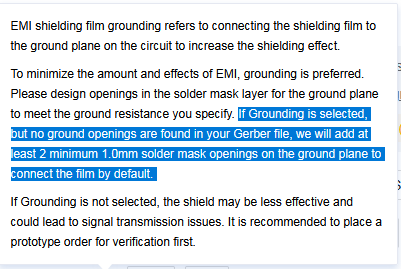 EMI shielding film grounding refers to connecting the shielding film to
the ground plane on the circuit to increase the shielding effect.
To minimize the amount and effects of EMI, grounding is preferred.
Please design openings in the solder mask layer for the ground plane
to meet the ground resistance you specify. If Grounding is selected,
but no ground openings are found in your Gerber file, we will add at
least 2 minimum 1.0mm solder mask openings on the ground plane to
connect the film by default.
If Grounding is not selected, the shield may be less effective and
could lead to signal transmission issues. It is recommended to place a
prototype order for verification first.